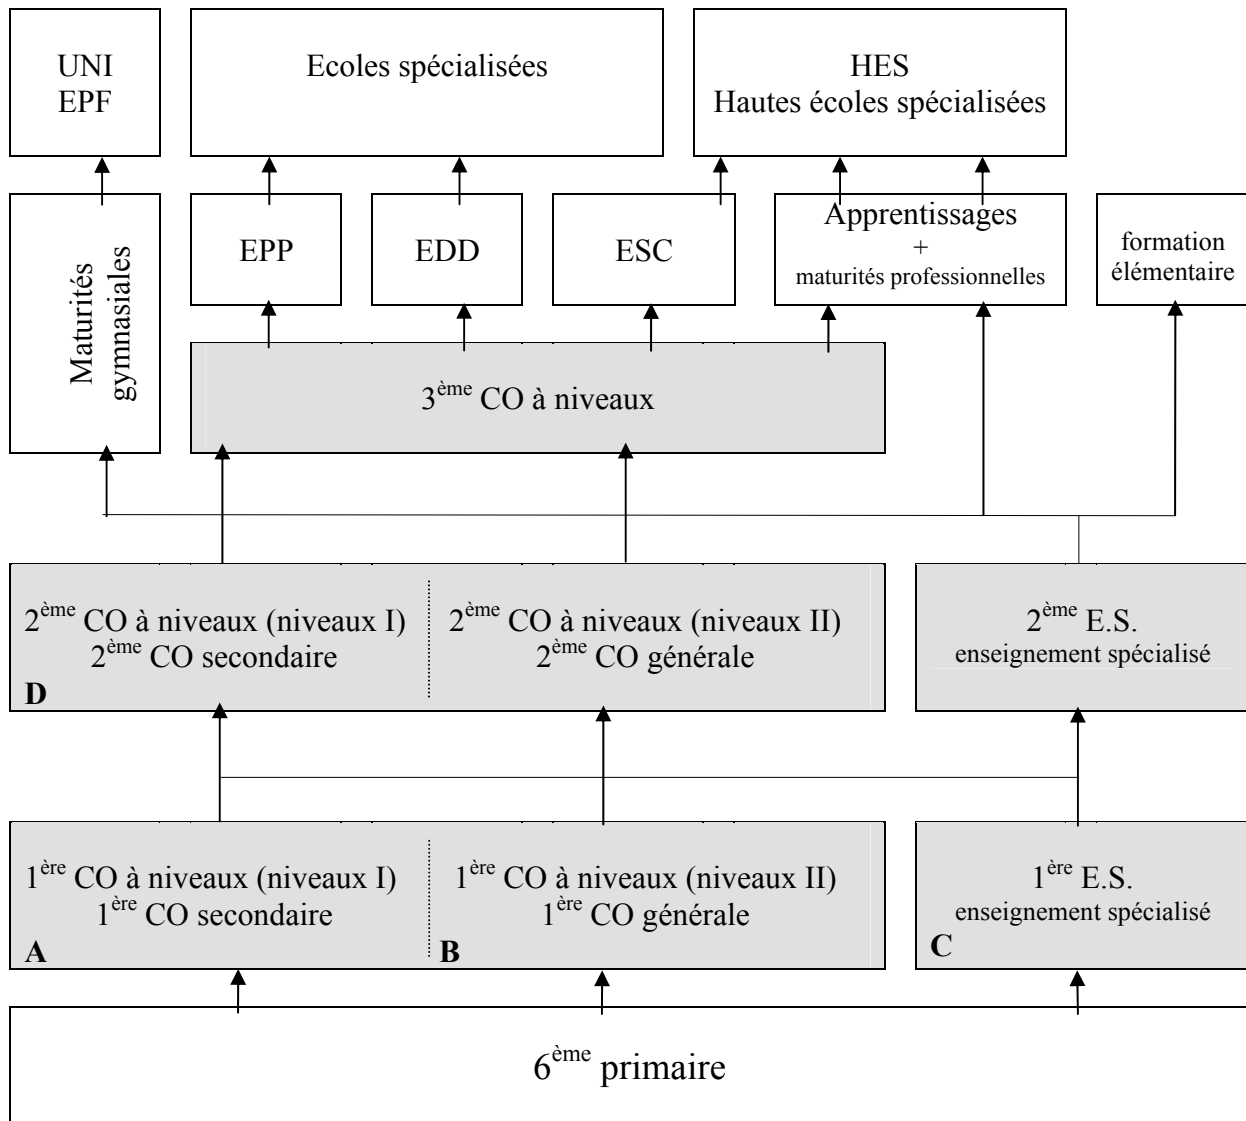 UNI
EPF
Ecoles spécialisées
HES
Hautes écoles spécialisées
Maturités
gymnasiales
EPP
EDD
ESC
Apprentissages
+
maturités professionnelles
formation
élémentaire
3ème CO à niveaux
2ème CO à niveaux (niveaux I)
2ème CO secondaire
D
2ème CO à niveaux (niveaux II)
2ème CO générale
2ème E.S.
enseignement spécialisé
1ère CO à niveaux (niveaux I)
1ère CO secondaire
A
1ère CO à niveaux (niveaux II)
1ère CO générale
B
1ère E.S.
enseignement spécialisé
C
6ème primaire